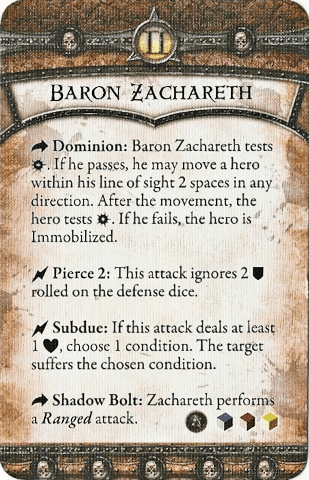 II
BARON ZACHARETH
Dominion: Baron Zachareth tests
. If he passes, he may move a hero
within his line of sight 2 spaces in any
direction. After the movement, the
hero tests . If he fails, the hero is
Immobilized.
Pierce 2: This attack ignores 2
rolled on the defense dice.
Subdue: If this attack deals at least
1 , choose 1 condition. The target
suffers the chosen condition.
Shadow Bolt: Zachareth performs
a Ranged attack.